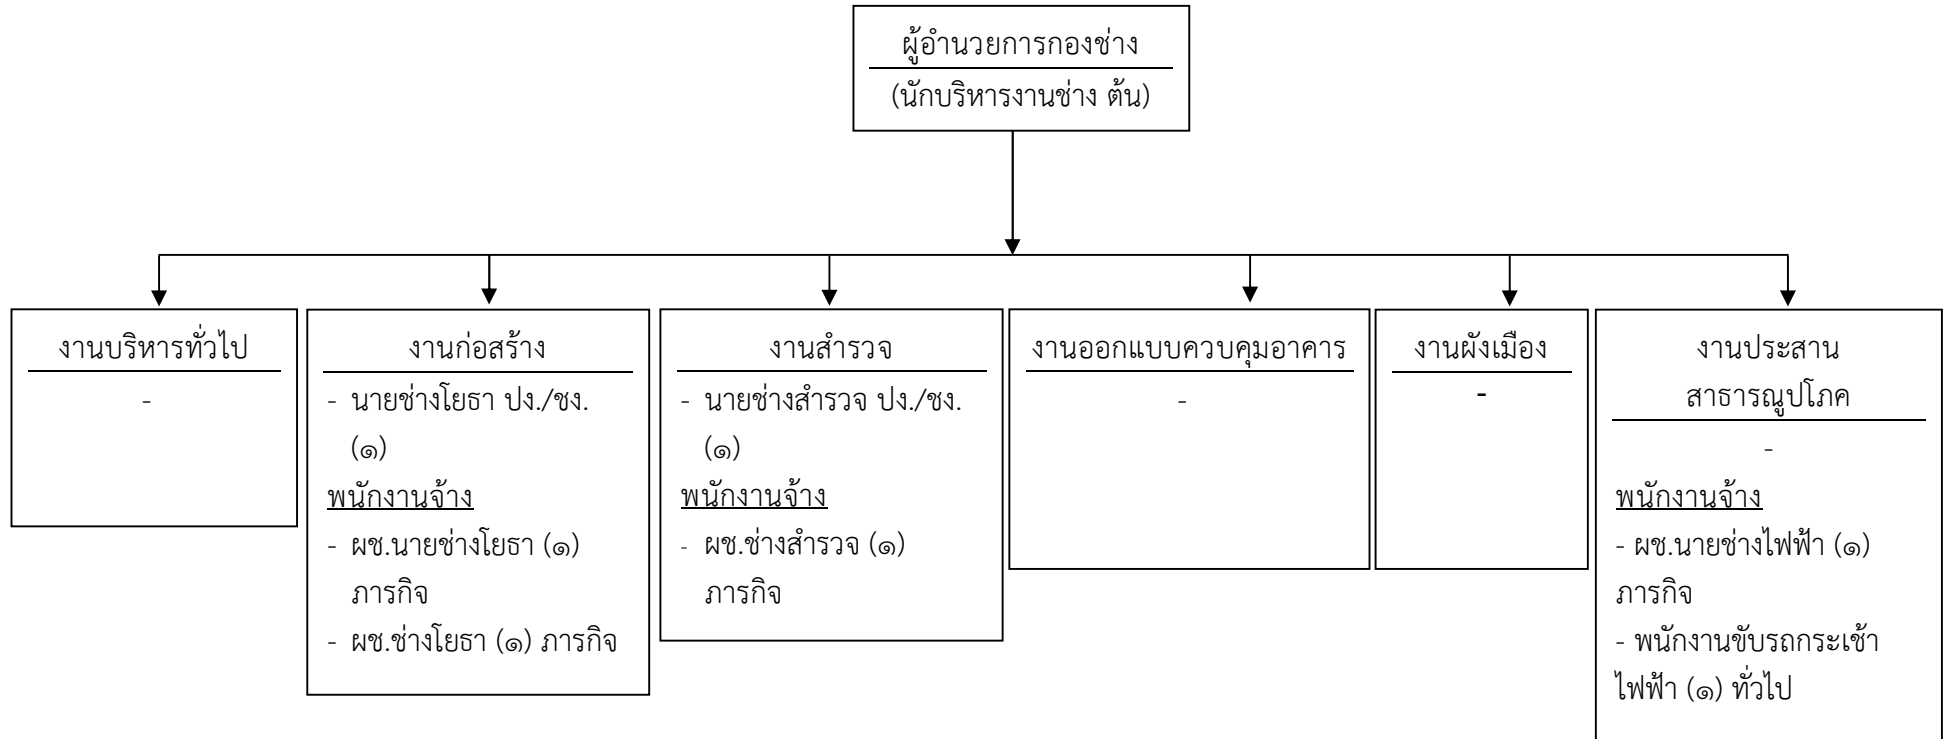 ผู้อำนวยการกองช่าง
(นักบริหารงานช่าง ต้น)
งานบริหารทั่วไป
-
งานก่อสร้าง
- นายช่างโยธา ปง./ชง.
(๑)
พนักงานจ้าง
- ผช.นายช่างโยธา (๑)
ภารกิจ
- ผช.ช่างโยธา (๑) ภารกิจ
งานสำรวจ
- นายช่างสำรวจ ปง./ชง.
(๑)
พนักงานจ้าง
- ผช.ช่างสำรวจ (๑)
ภารกิจ
งานออกแบบควบคุมอาคาร
-
งานผังเมือง
-
งานประสาน
สาธารณูปโภค
-
พนักงานจ้าง
- ผช.นายช่างไฟฟ้า (๑)
ภารกิจ
- พนักงานขับรถกระเช้า
ไฟฟ้า (๑) ทั่วไป